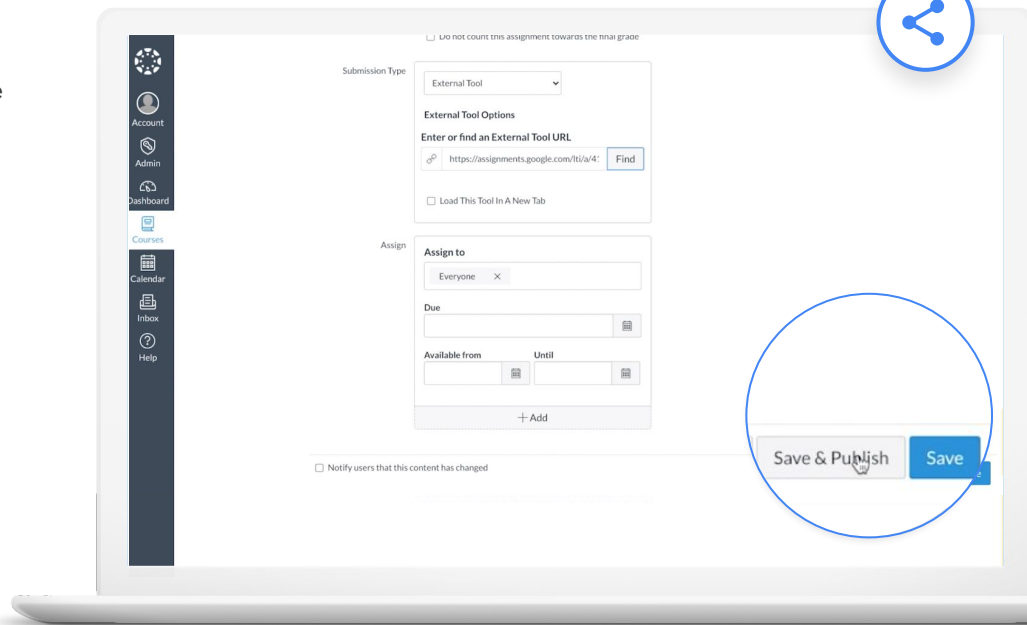 e
Do not count this assignment towards the final grade
Submission Type
External Tool
External Tool Options
Enter or find an External Tool URL
https://assignments.google.com/lti/a/4
Find
Load This Tool In A New Tab
Assign
Assign to
Everyone ×
Due
Available from
Until
+ Add
Notify users that this content has changed
Save & Publish
Save
e
Account
Admin
Dashboard
Courses
Calendar
Inbox
Help